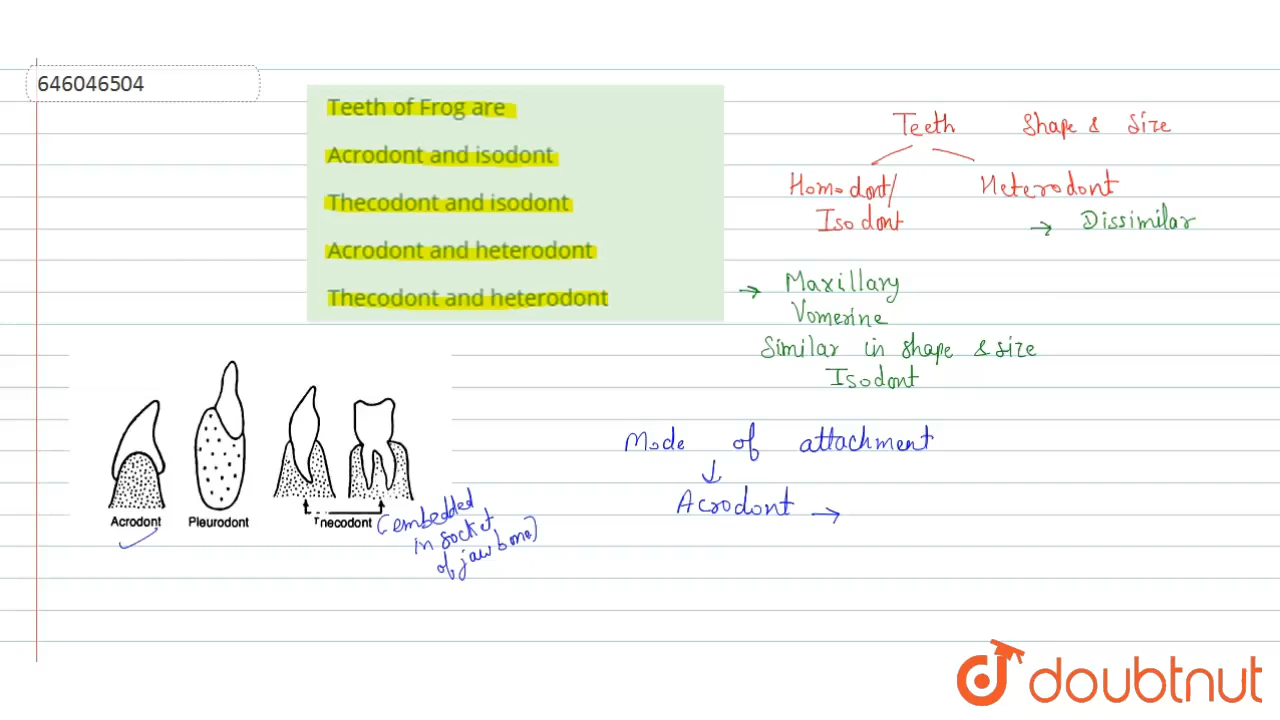 646046504
Teeth of Frog are
Acrodont and isodont
Thecodont and isodont
Acrodont and heterodont
Thecodont and heterodont
Teeth Shape & Size
Homodont/ Heterodont
Isodont → Dissimilar
→ Maxillary
Vomerine
Similar in shape & size
Isodont
Mode of attachment
↓
Acrodont →
Acrodont Pleurodont Thecodont (embedded
in socket
of jaw bone)
doubtnut